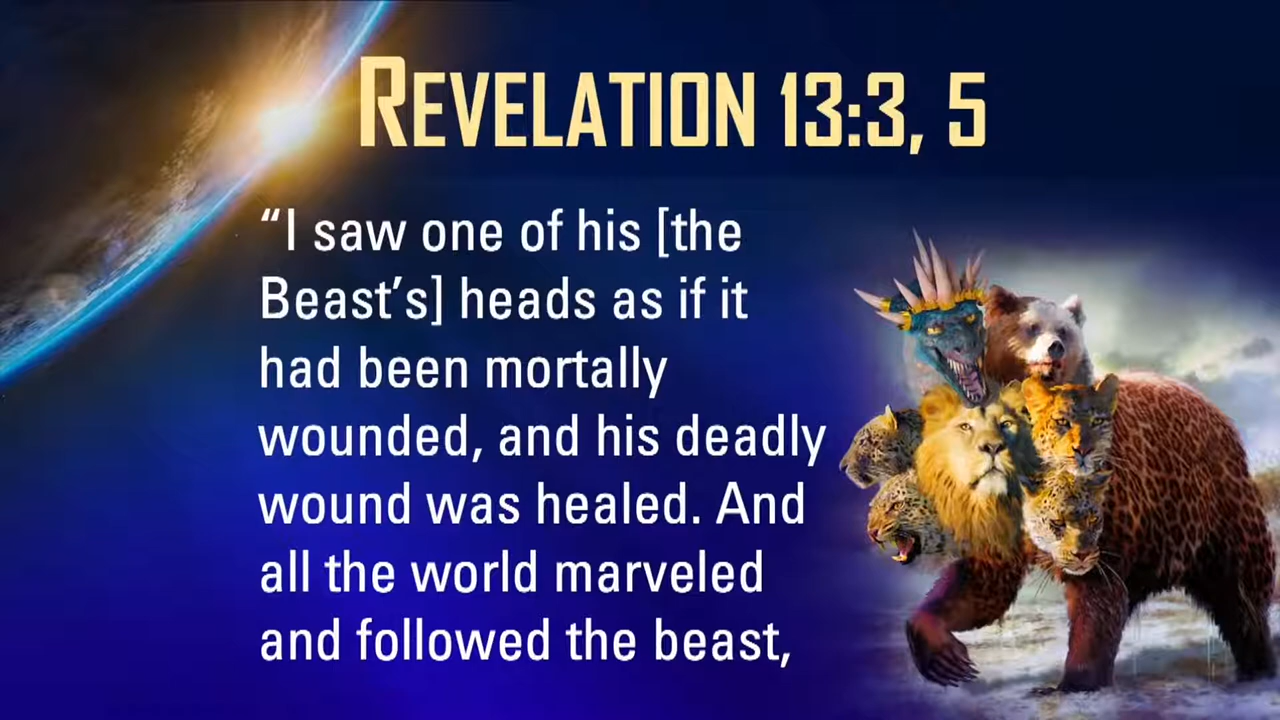 REVELATION 13:3, 5
“I saw one of his [the
Beast’s] heads as if it
had been mortally
wounded, and his deadly
wound was healed. And
all the world marveled
and followed the beast,